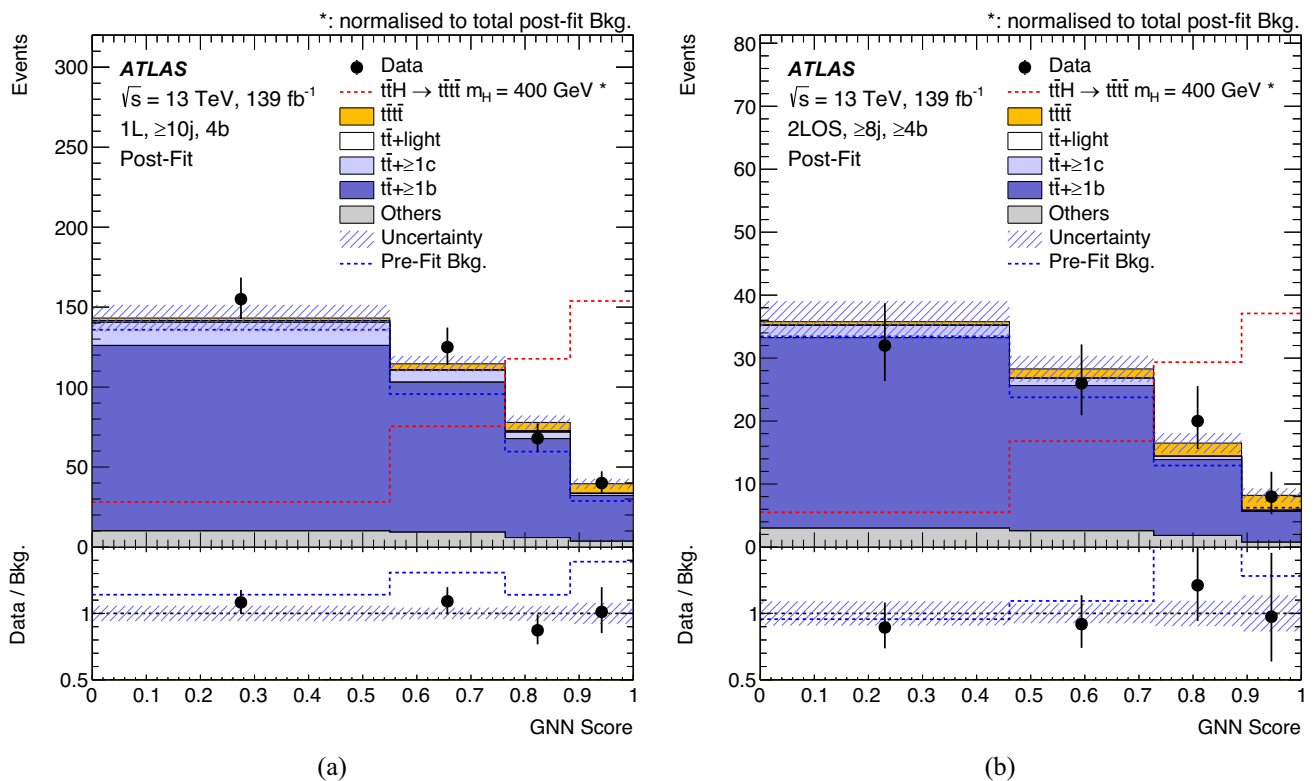 *: normalised to total post-fit Bkg.
Events
300
250
200
150
100
50
0
ATLAS
√s = 13 TeV, 139 fb⁻¹
1L, ≥10j, 4b
Post-Fit
Data
tt̄H → tt̄tt̄ m_H = 400 GeV *
tt̄tt̄
tt̄+light
tt̄+≥1c
tt̄+≥1b
Others
Uncertainty
Pre-Fit Bkg.
Data / Bkg.
1
0.5
0 0.1 0.2 0.3 0.4 0.5 0.6 0.7 0.8 0.9 1
GNN Score
(a)
*: normalised to total post-fit Bkg.
Events
80
70
60
50
40
30
20
10
0
ATLAS
√s = 13 TeV, 139 fb⁻¹
2LOS, ≥8j, ≥4b
Post-Fit
Data
tt̄H → tt̄tt̄ m_H = 400 GeV *
tt̄tt̄
tt̄+light
tt̄+≥1c
tt̄+≥1b
Others
Uncertainty
Pre-Fit Bkg.
Data / Bkg.
1
0.5
0 0.1 0.2 0.3 0.4 0.5 0.6 0.7 0.8 0.9 1
GNN Score
(b)